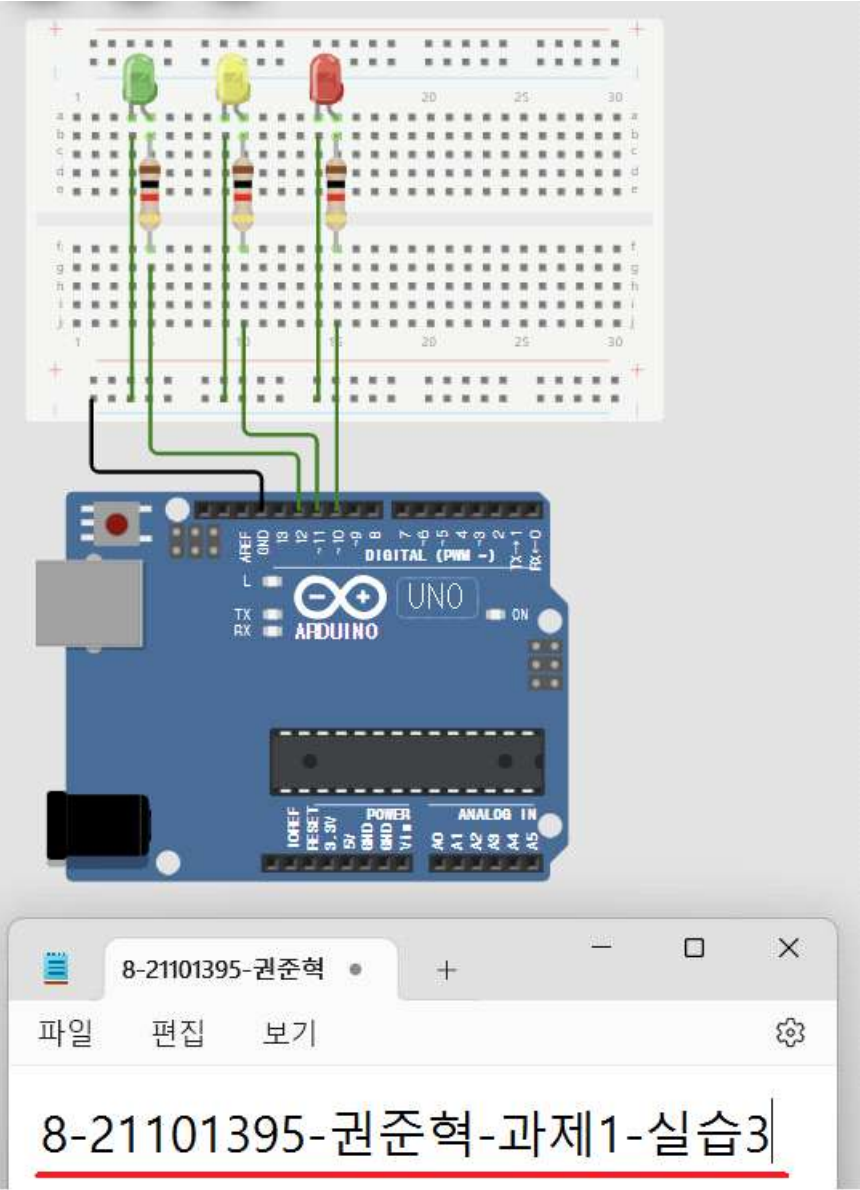 + +
1 20 25 30
a a
b b
c c
d d
e e
f f
g g
h h
i i
j j
1 10 15 20 25 30
+ +
AREF GND 13 12 ~11 ~10 ~9 8 7 ~6 ~5 4 ~3 2 TX→1 RX←0
DIGITAL (PWM ~)
L
TX
RX
UNO
ON
ARDUINO
POWER
ANALOG IN
IOREF RESET 3.3V 5V GND GND Vin A0 A1 A2 A3 A4 A5
8-21101395-권준혁
파일 편집 보기
8-21101395-권준혁-과제1-실습3